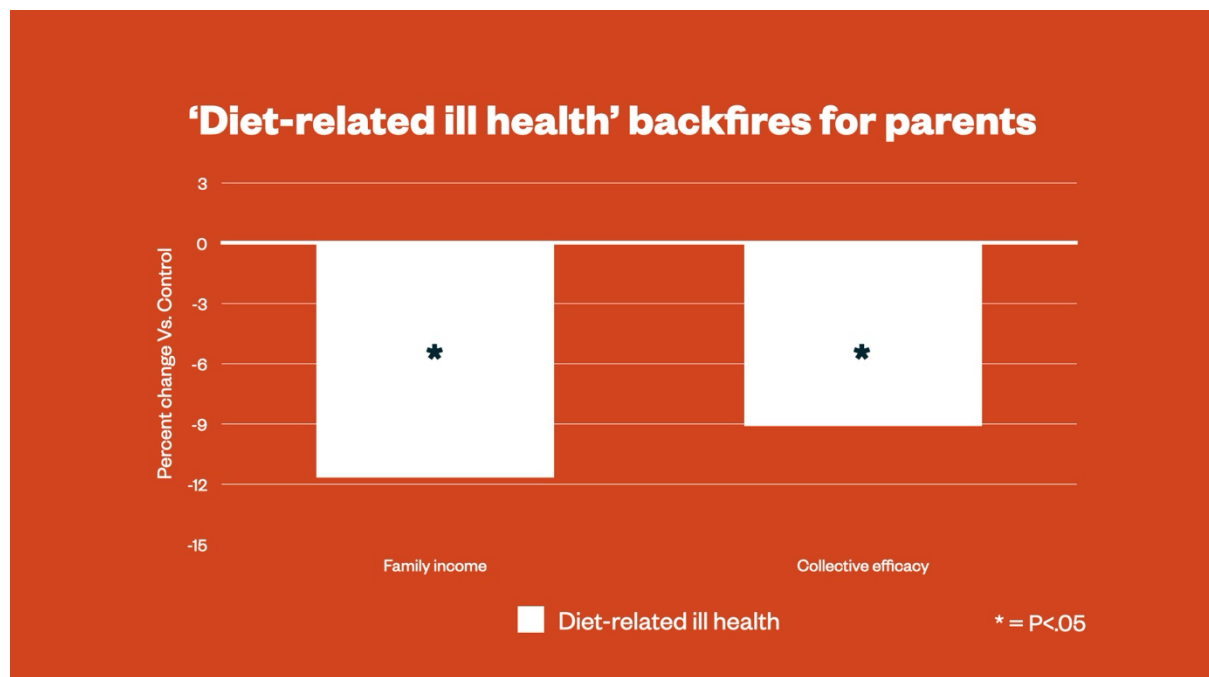 ‘Diet-related ill health’ backfires for parents
3
0
-3
-6
-9
-12
-15
Percent change Vs. Control
*
*
Family income
Collective efficacy
Diet-related ill health
* = P<.05